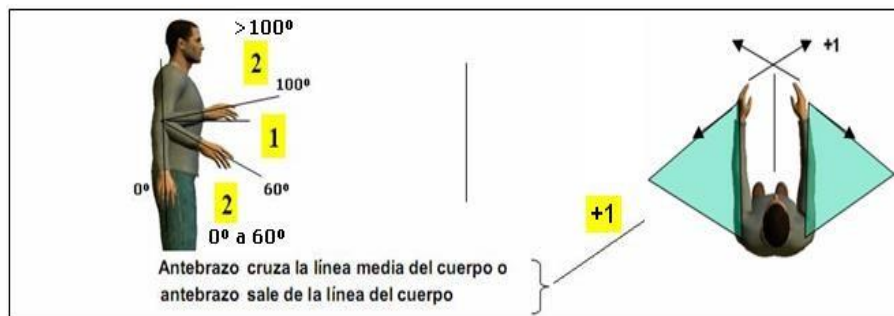 >100º
2
100º
1
0º
60º
2
0º a 60º
+1
+1
Antebrazo cruza la línea media del cuerpo o
antebrazo sale de la línea del cuerpo